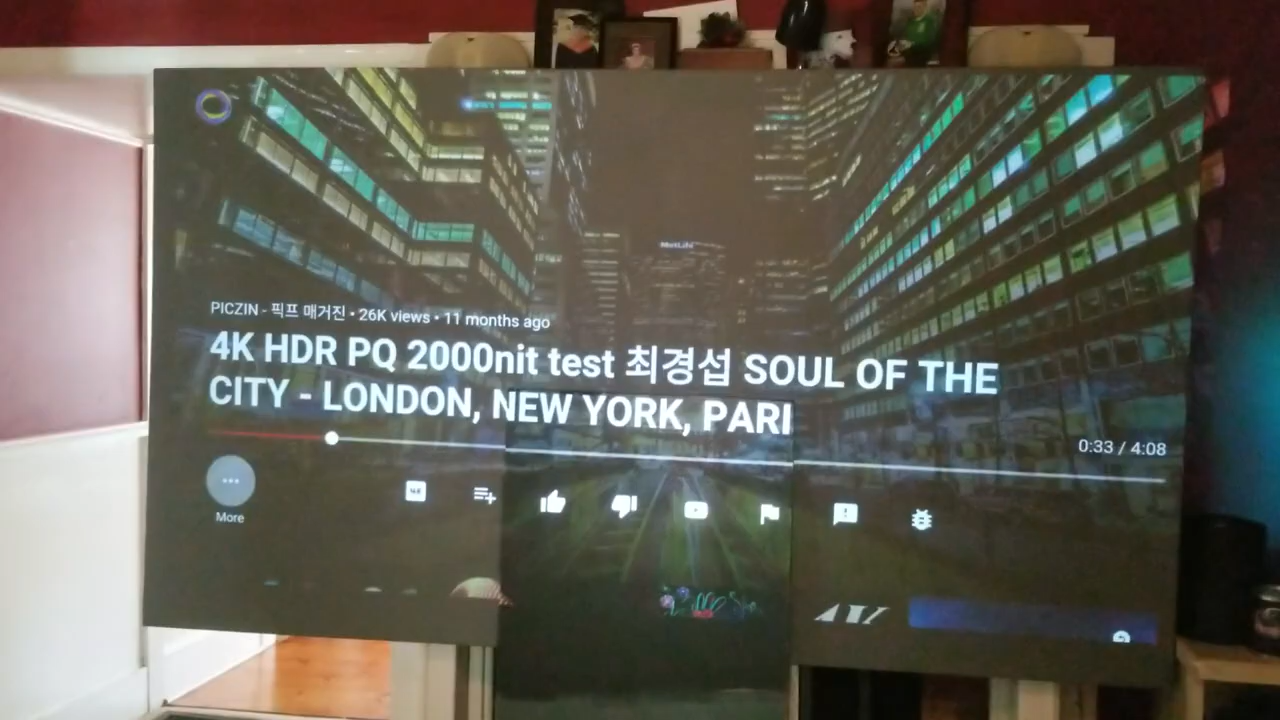 MetLife
PICZIN - 픽프 매거진 • 26K views • 11 months ago
4K HDR PQ 2000nit test 최경섭 SOUL OF THE
CITY - LONDON, NEW YORK, PARI
0:33 / 4:08
More